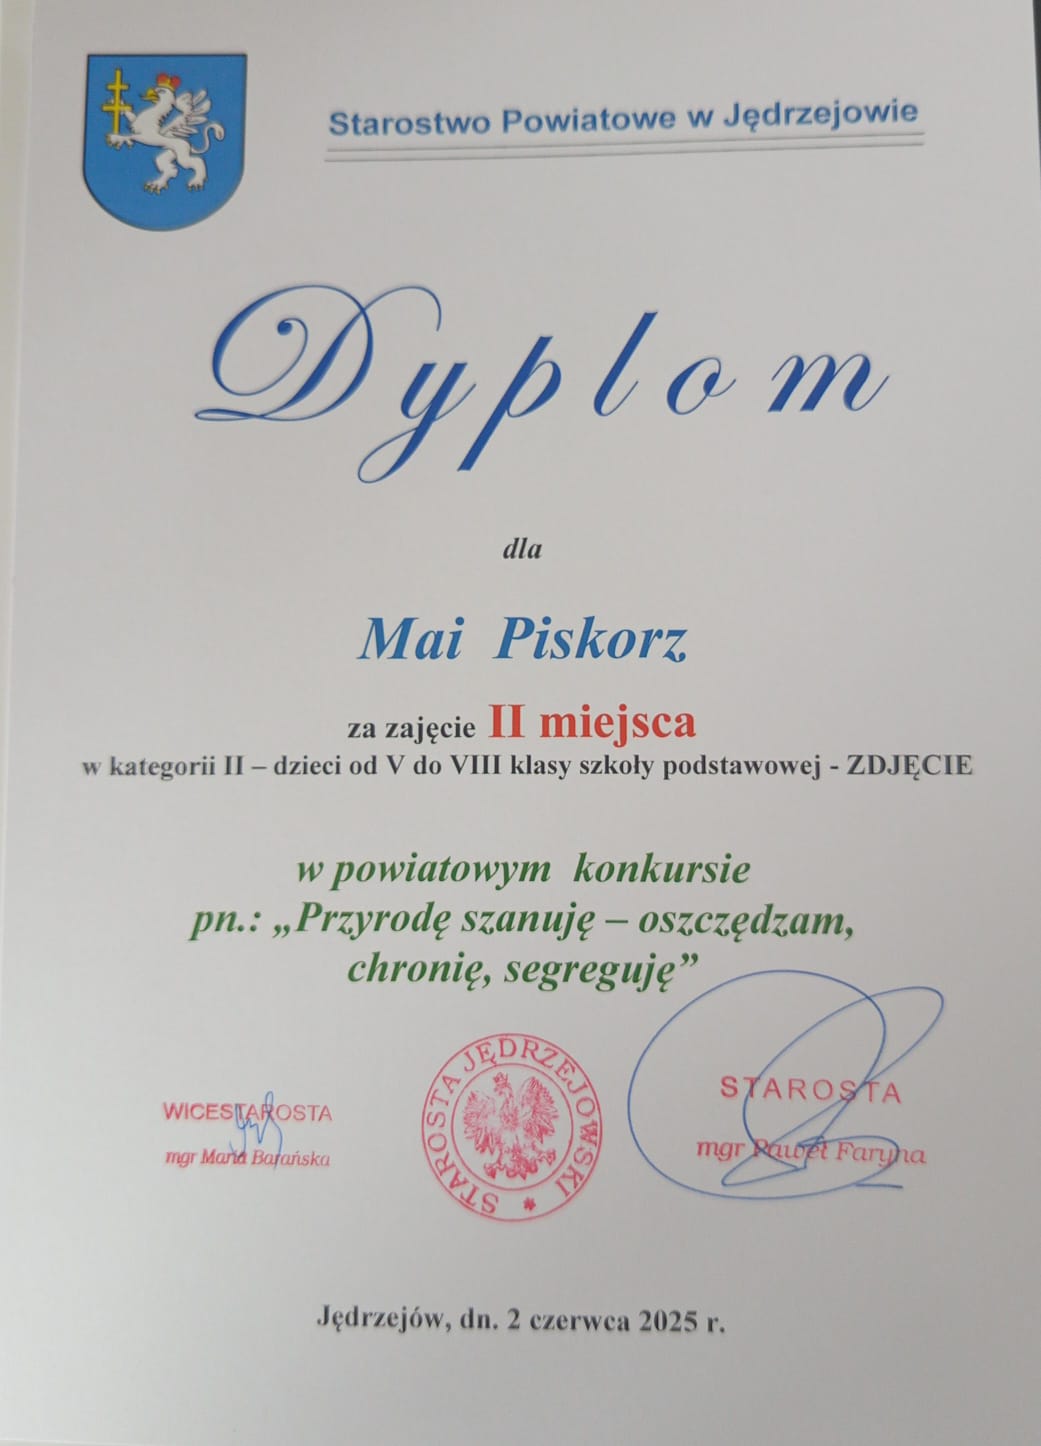 Starostwo Powiatowe w Jędrzejowie
Dyplom
dla
Mai Piskorz
za zajęcie II miejsca
w kategorii II – dzieci od V do VIII klasy szkoły podstawowej - ZDJĘCIE
w powiatowym konkursie
pn.: „Przyrodę szanuję – oszczędzam,
chronię, segreguję”
WICESTAROSTA
mgr Maria Barańska
STAROSTA JĘDRZEJOWSKI *
STAROSTA
mgr Paweł Faryna
Jędrzejów, dn. 2 czerwca 2025 r.